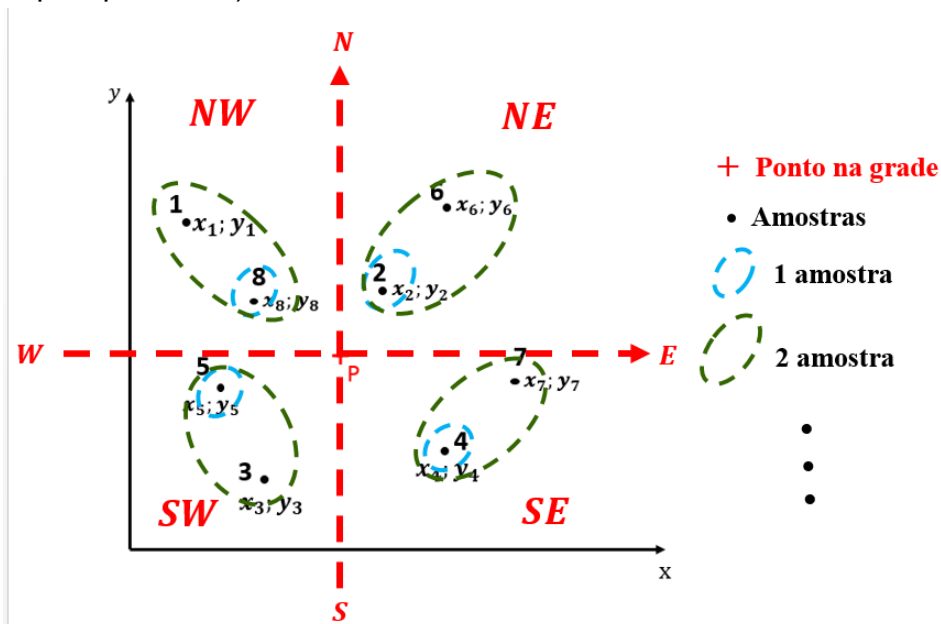 N
y
NW
NE
1
x₁; y₁
6
x₆; y₆
8
x₈; y₈
2
x₂; y₂
W
E
P
5
x₅; y₅
7
x₇; y₇
3
x₃; y₃
4
x₄; y₄
SW
SE
x
S
+ Ponto na grade
• Amostras
1 amostra
2 amostra